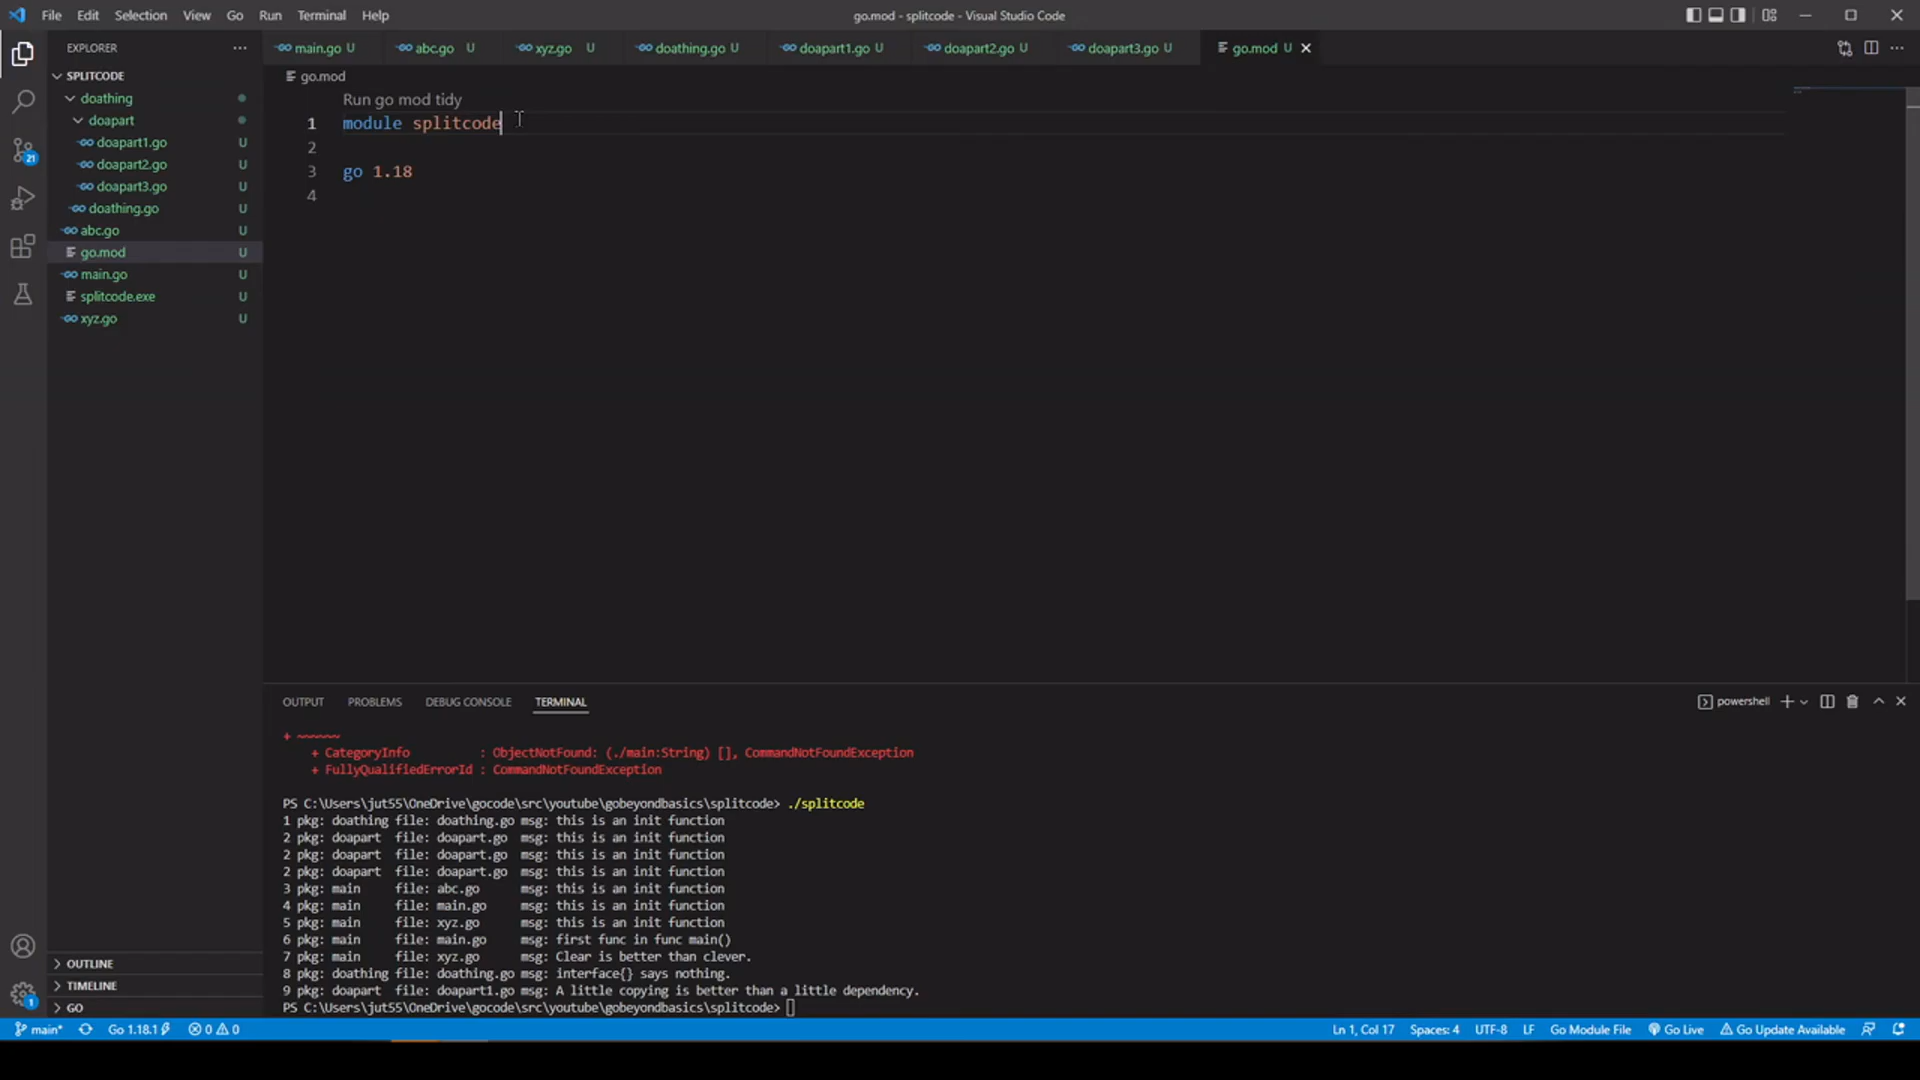 File Edit Selection View Go Run Terminal Help
go.mod - splitcode - Visual Studio Code
EXPLORER
main.go U
abc.go U
xyz.go U
doathing.go U
doapart1.go U
doapart2.go U
doapart3.go U
go.mod U
SPLITCODE
doathing
doapart
doapart1.go U
doapart2.go U
doapart3.go U
doathing.go U
abc.go U
go.mod U
main.go U
splitcode.exe U
xyz.go U
OUTLINE
TIMELINE
GO
21
1
go.mod
Run go mod tidy
1 module splitcode
2
3 go 1.18
4
OUTPUT PROBLEMS DEBUG CONSOLE TERMINAL
powershell
+ ~~~~~~
+ CategoryInfo : ObjectNotFound: (./main:String) [], CommandNotFoundException
+ FullyQualifiedErrorId : CommandNotFoundException
PS C:\Users\jut55\OneDrive\gocode\src\youtube\gobeyondbasics\splitcode> ./splitcode
1 pkg: doathing file: doathing.go msg: this is an init function
2 pkg: doapart file: doapart.go msg: this is an init function
2 pkg: doapart file: doapart.go msg: this is an init function
2 pkg: doapart file: doapart.go msg: this is an init function
3 pkg: main file: abc.go msg: this is an init function
4 pkg: main file: main.go msg: this is an init function
5 pkg: main file: xyz.go msg: this is an init function
6 pkg: main file: main.go msg: first func in func main()
7 pkg: main file: xyz.go msg: Clear is better than clever.
8 pkg: doathing file: doathing.go msg: interface{} says nothing.
9 pkg: doapart file: doapart1.go msg: A little copying is better than a little dependency.
PS C:\Users\jut55\OneDrive\gocode\src\youtube\gobeyondbasics\splitcode>
main* Go 1.18.1 0 0
Ln 1, Col 17 Spaces: 4 UTF-8 LF Go Module File Go Live Go Update Available